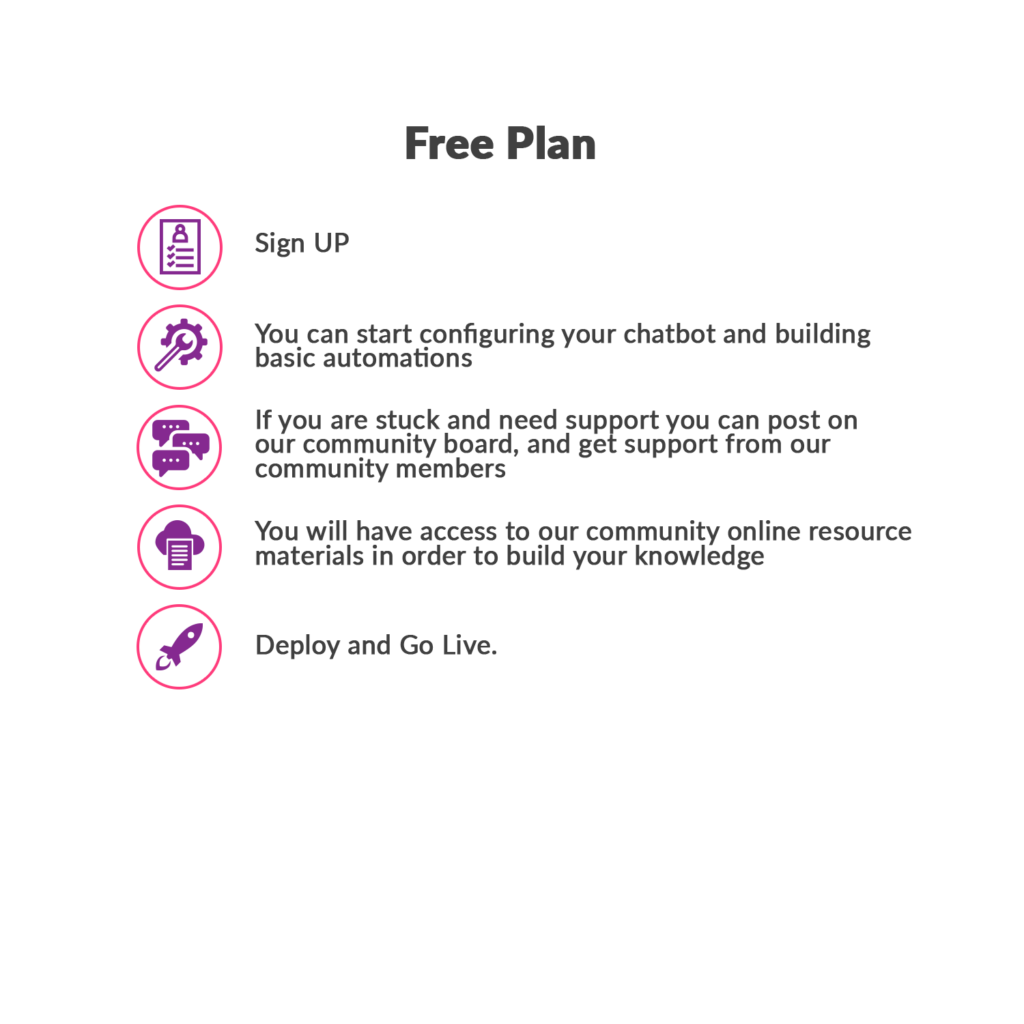 Free Plan
Sign UP
You can start configuring your chatbot and building
basic automations
If you are stuck and need support you can post on
our community board, and get support from our
community members
You will have access to our community online resource
materials in order to build your knowledge
Deploy and Go Live.